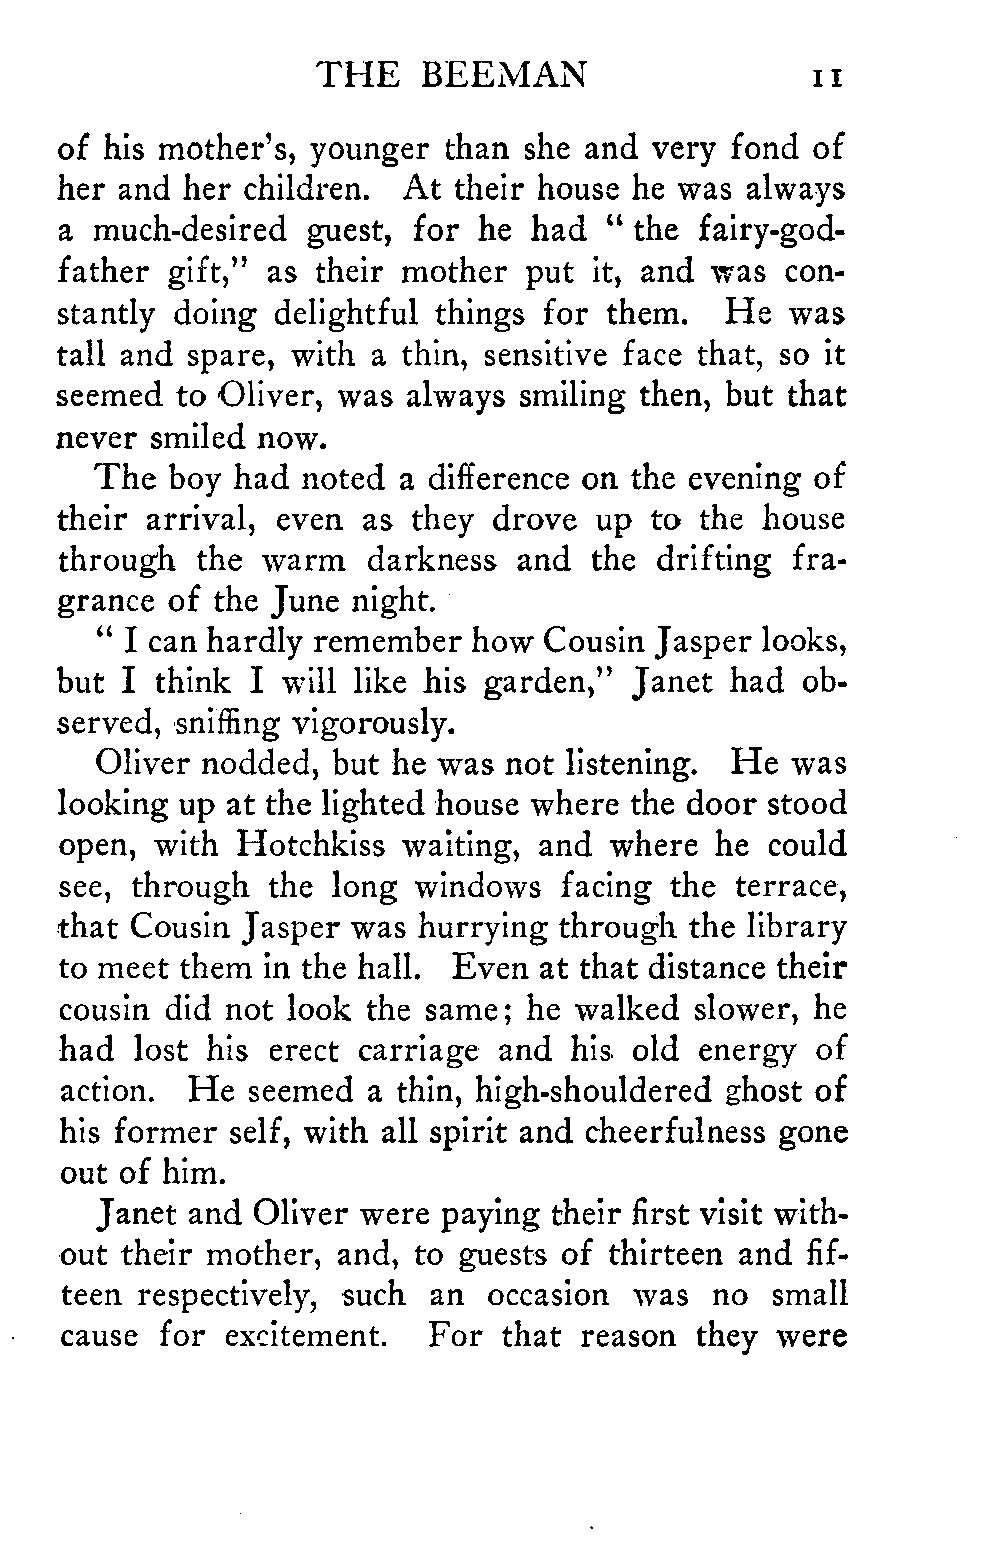 THE BEEMAN 11
of his mother's, younger than she and very fond of
her and her children. At their house he was always
a much-desired guest, for he had " the fairy-god-
father gift," as their mother put it, and was con-
stantly doing delightful things for them. He was
tall and spare, with a thin, sensitive face that, so it
seemed to Oliver, was always smiling then, but that
never smiled now.
The boy had noted a difference on the evening of
their arrival, even as they drove up to the house
through the warm darkness and the drifting fra-
grance of the June night.
" I can hardly remember how Cousin Jasper looks,
but I think I will like his garden," Janet had ob-
served, sniffing vigorously.
Oliver nodded, but he was not listening. He was
looking up at the lighted house where the door stood
open, with Hotchkiss waiting, and where he could
see, through the long windows facing the terrace,
that Cousin Jasper was hurrying through the library
to meet them in the hall. Even at that distance their
cousin did not look the same; he walked slower, he
had lost his erect carriage and his old energy of
action. He seemed a thin, high-shouldered ghost of
his former self, with all spirit and cheerfulness gone
out of him.
Janet and Oliver were paying their first visit with-
out their mother, and, to guests of thirteen and fif-
teen respectively, such an occasion was no small
cause for excitement. For that reason they were